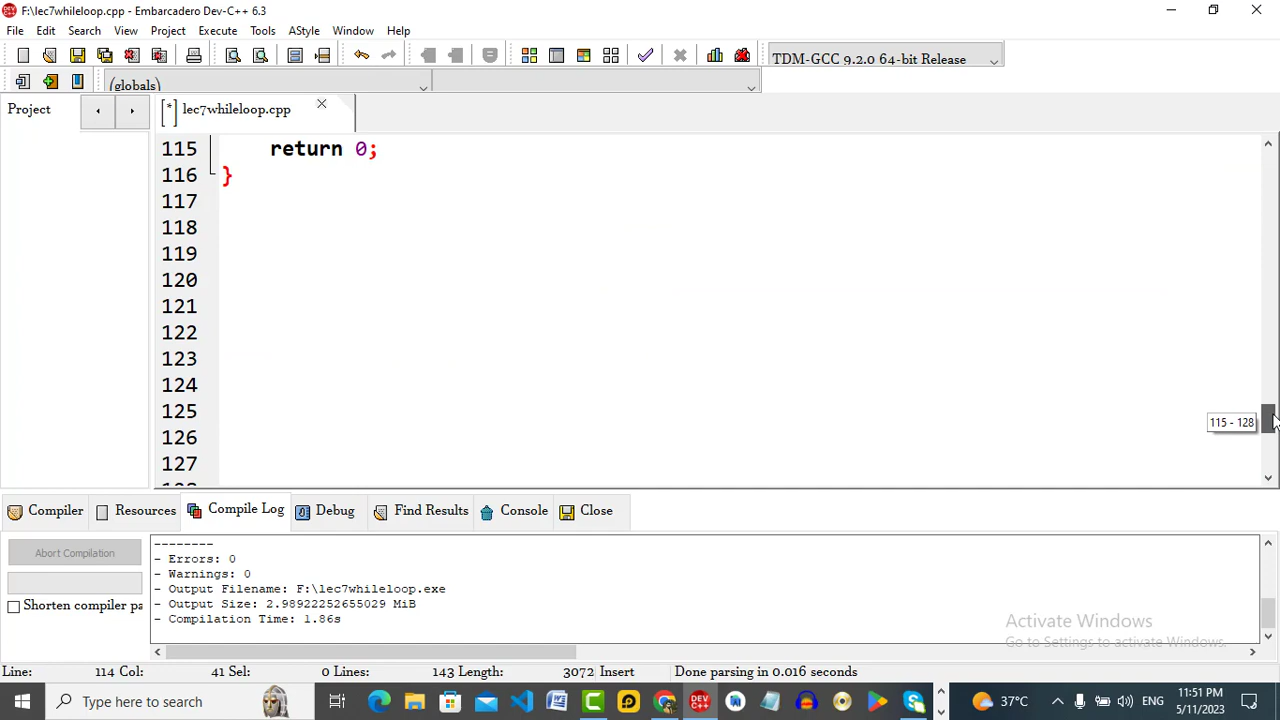 F:\lec7whileloop.cpp - Embarcadero Dev-C++ 6.3
File Edit Search View Project Execute Tools AStyle Window Help
TDM-GCC 9.2.0 64-bit Release
(globals)
Project [*] lec7whileloop.cpp
115 return 0;
116 }
117
118
119
120
121
122
123
124
125
115 - 128
126
127
Compiler Resources Compile Log Debug Find Results Console Close
--------
Abort Compilation
- Errors: 0
- Warnings: 0
- Output Filename: F:\lec7whileloop.exe
Shorten compiler pa
- Output Size: 2.98922252655029 MiB
- Compilation Time: 1.86s
Activate Windows
Go to Settings to activate Windows.
Line: 114 Col: 41 Sel: 0 Lines: 143 Length: 3072 Insert Done parsing in 0.016 seconds
Type here to search 37°C ENG 11:51 PM
5/11/2023